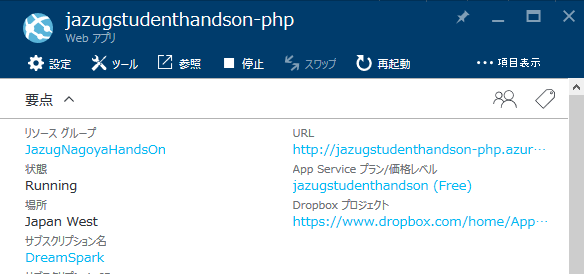 jazugstudenthandson-php
Web アプリ
設定 ツール 参照 停止 スワップ 再起動 ･･･項目表示
要点
リソース グループ
JazugNagoyaHandsOn
状態
Running
場所
Japan West
サブスクリプション名
DreamSpark
URL
http://jazugstudenthandson-php.azur···
App Service プラン/価格レベル
jazugstudenthandson (Free)
Dropbox プロジェクト
https://www.dropbox.com/home/App···